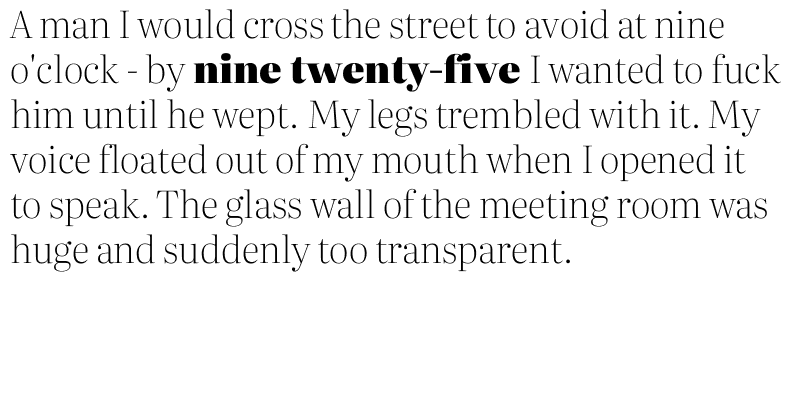 A man I would cross the street to avoid at nine
o'clock - by nine twenty-five I wanted to fuck
him until he wept. My legs trembled with it. My
voice floated out of my mouth when I opened it
to speak. The glass wall of the meeting room was
huge and suddenly too transparent.